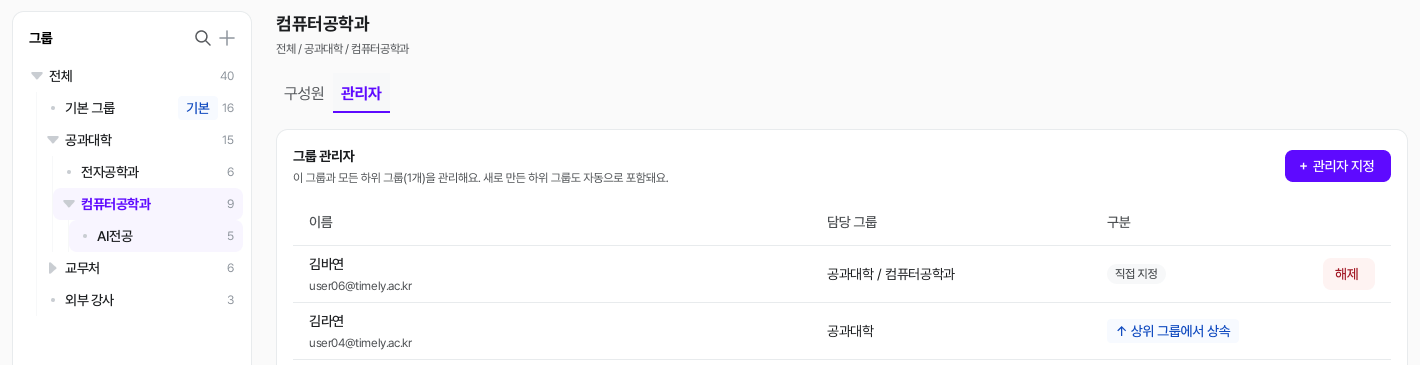 그룹
전체 40
기본 그룹 기본 16
공과대학 15
전자공학과 6
컴퓨터공학과 9
AI전공 5
교무처 6
외부 강사 3
컴퓨터공학과
전체 / 공과대학 / 컴퓨터공학과
구성원 관리자
그룹 관리자
이 그룹과 모든 하위 그룹(1개)을 관리해요. 새로 만든 하위 그룹도 자동으로 포함돼요.
+ 관리자 지정
이름 담당 그룹 구분
김바연
user06@timely.ac.kr
공과대학 / 컴퓨터공학과 직접 지정 해제
김라연
user04@timely.ac.kr
공과대학 ↑ 상위 그룹에서 상속